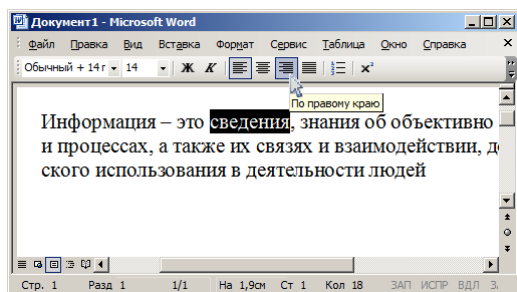 Документ1 - Microsoft Word
Файл Правка Вид Вставка Формат Сервис Таблица Окно Справка
Обычный + 14 г 14 Ж К x²
По правому краю
Информация – это сведения, знания об объективно
и процессах, а также их связях и взаимодействии, д
ского использования в деятельности людей
Стр. 1 Разд 1 1/1 На 1,9см Ст 1 Кол 18 ЗАП ИСПР ВДЛ З